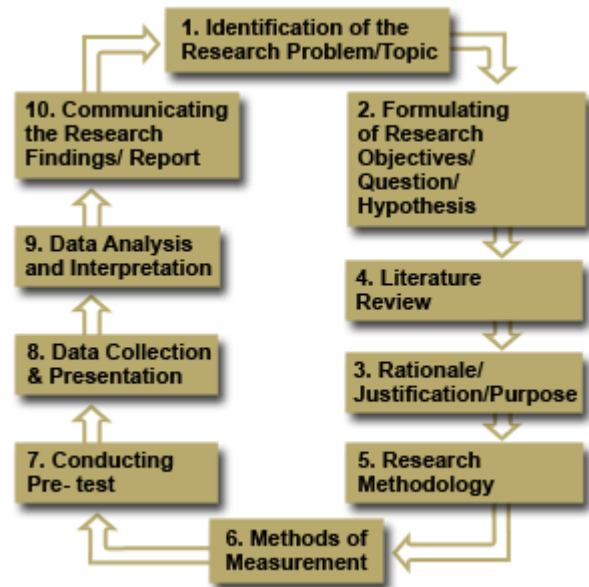 1. Identification of the
Research Problem/Topic
2. Formulating
of Research
Objectives/
Question/
Hypothesis
4. Literature
Review
3. Rationale/
Justification/Purpose
5. Research
Methodology
6. Methods of
Measurement
7. Conducting
Pre- test
8. Data Collection
& Presentation
9. Data Analysis
and Interpretation
10. Communicating
the Research
Findings/ Report